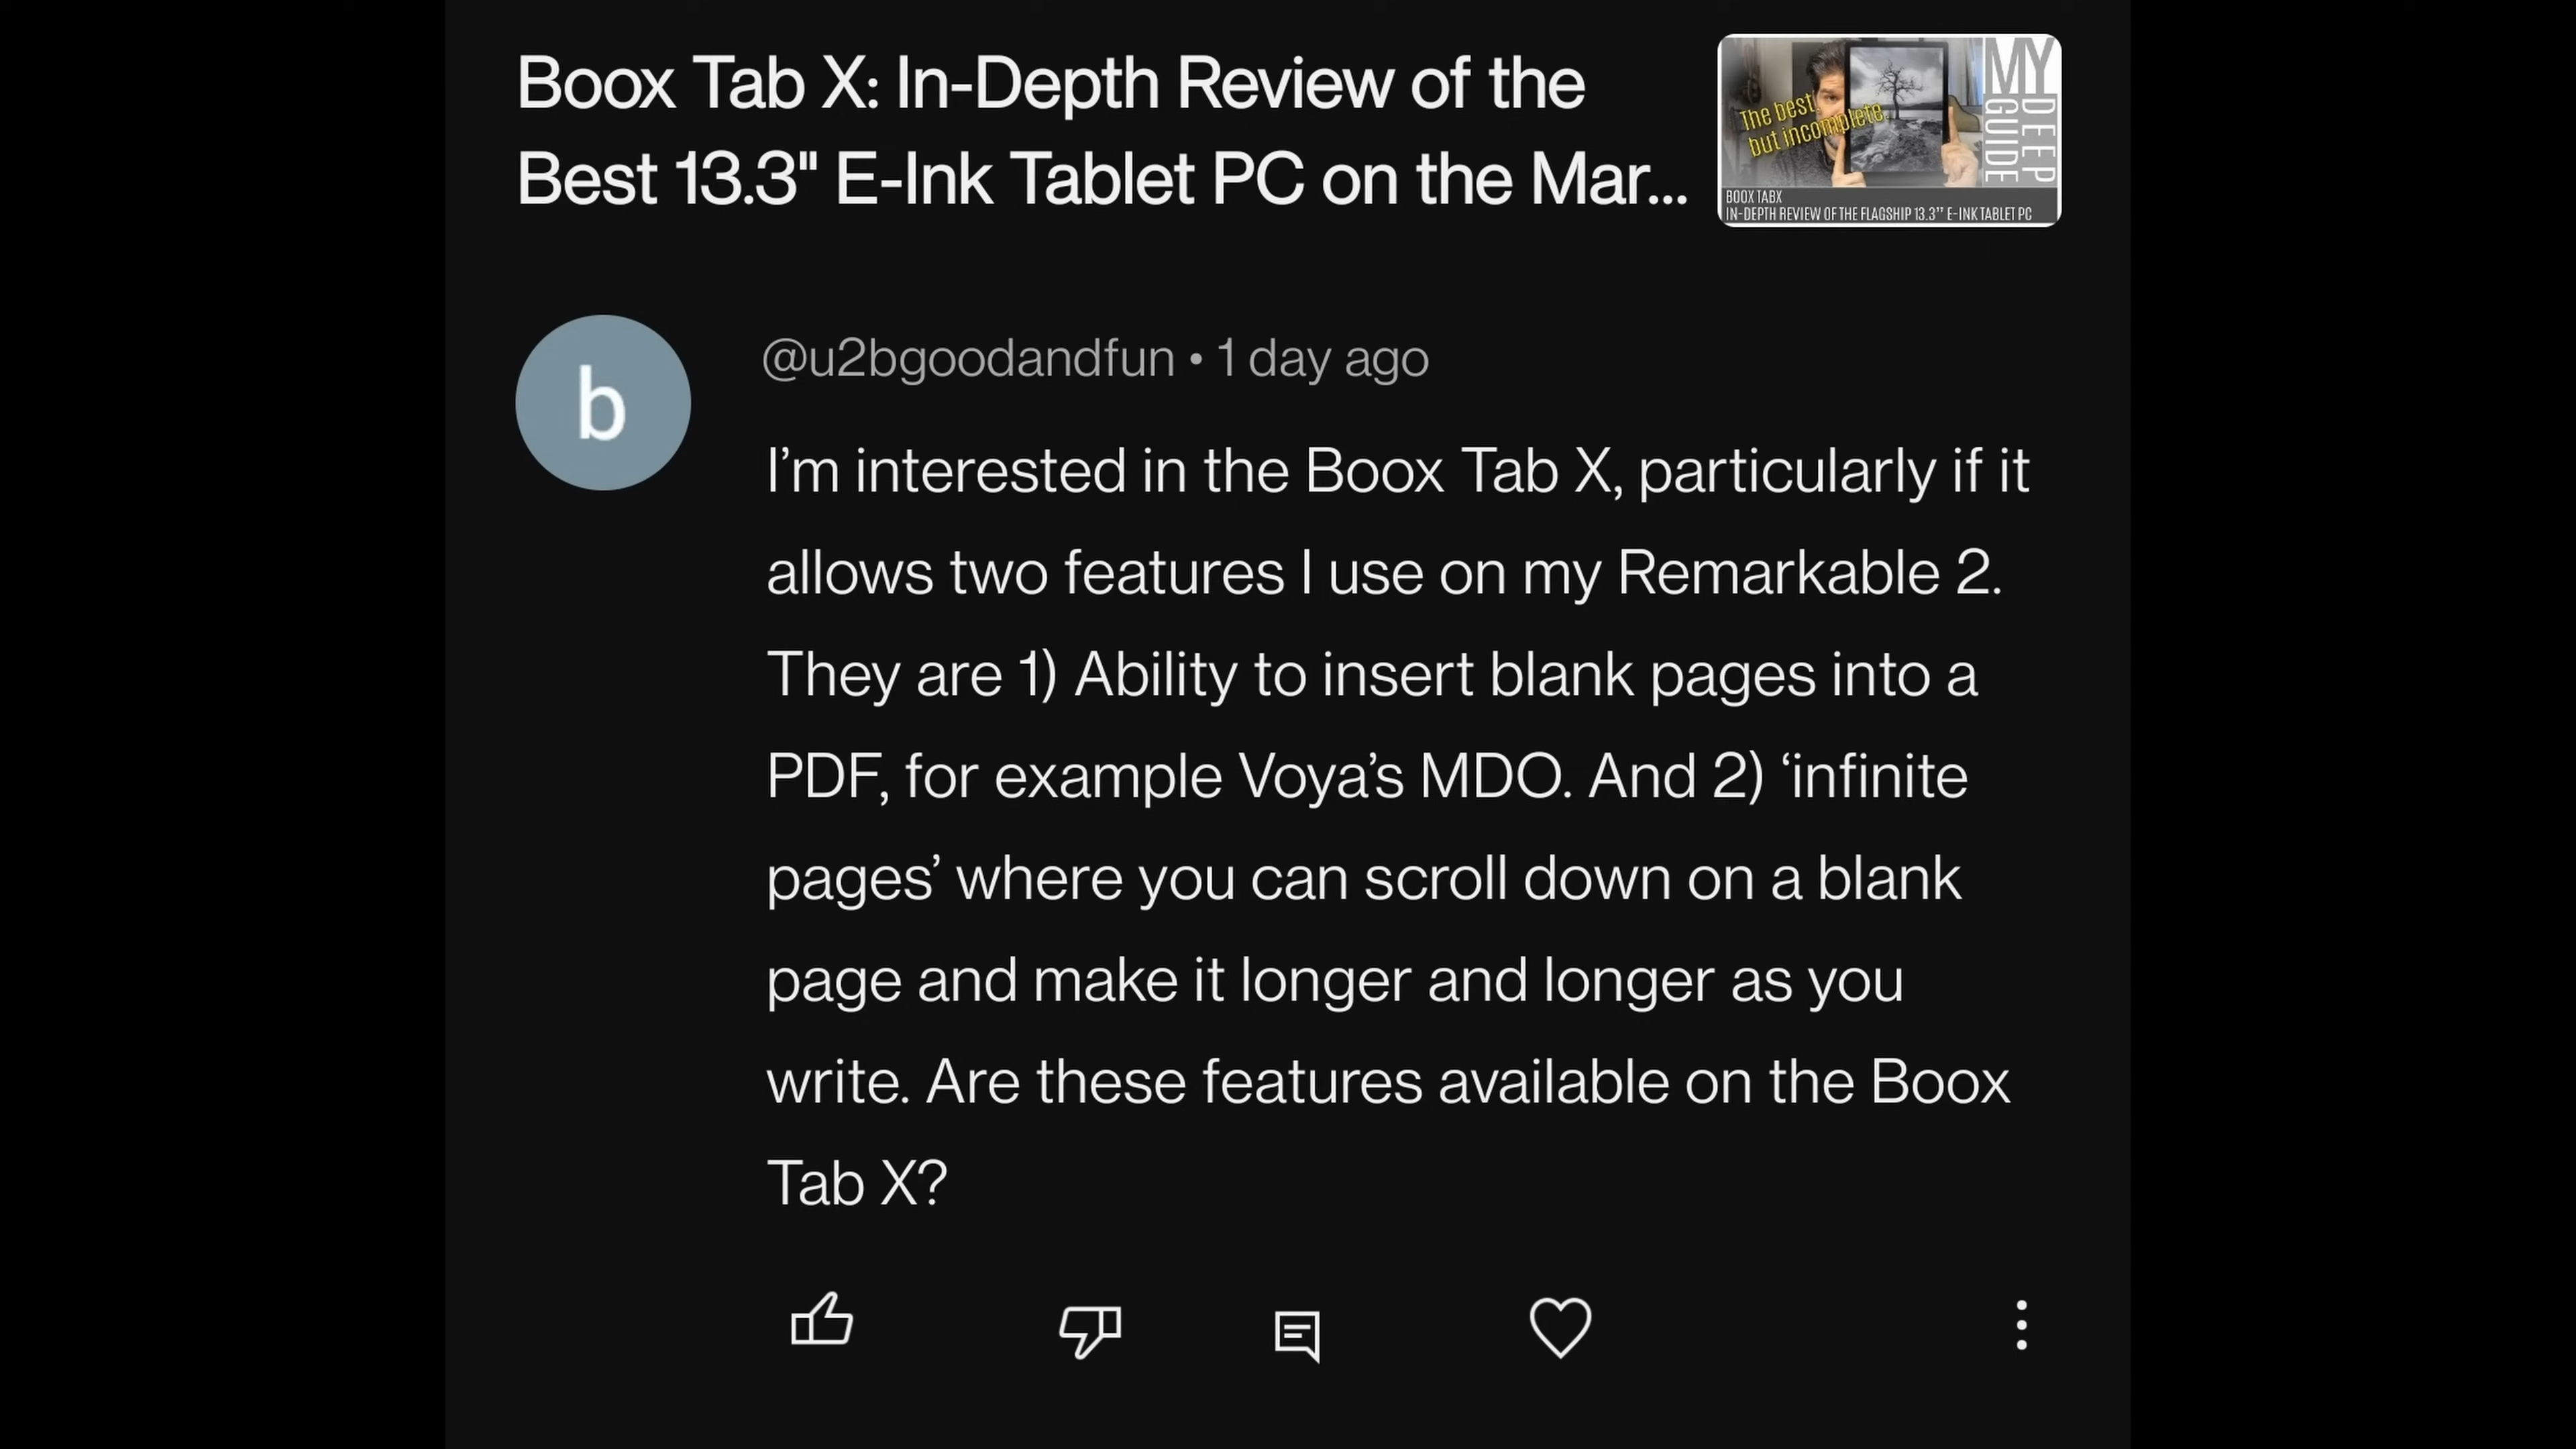 Boox Tab X: In-Depth Review of the
Best 13.3" E-Ink Tablet PC on the Mar...
The best
but incomplete
MY
DEEP
GUIDE
BOOX TABX
IN-DEPTH REVIEW OF THE FLAGSHIP 13.3’’ E-INK TABLET PC
b
@u2bgoodandfun • 1 day ago
I’m interested in the Boox Tab X, particularly if it
allows two features I use on my Remarkable 2.
They are 1) Ability to insert blank pages into a
PDF, for example Voya’s MDO. And 2) ‘infinite
pages’ where you can scroll down on a blank
page and make it longer and longer as you
write. Are these features available on the Boox
Tab X?